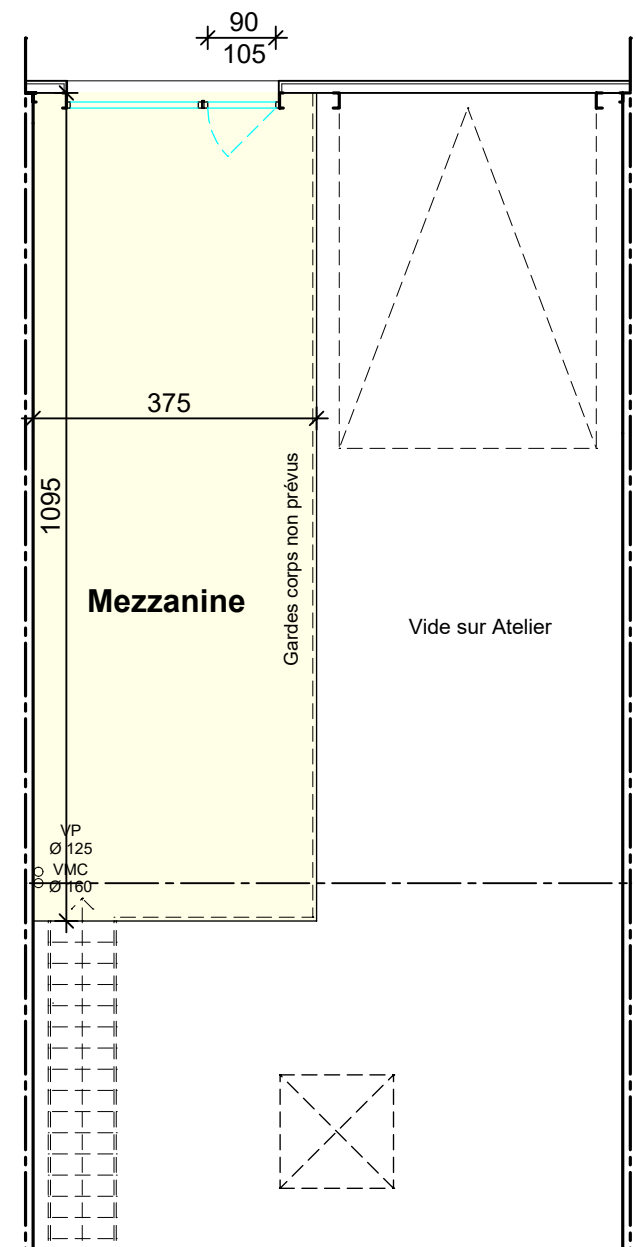 90
105
375
1095
Gardes corps non prévus
Mezzanine
Vide sur Atelier
VP
Ø 125
VMC
Ø 160